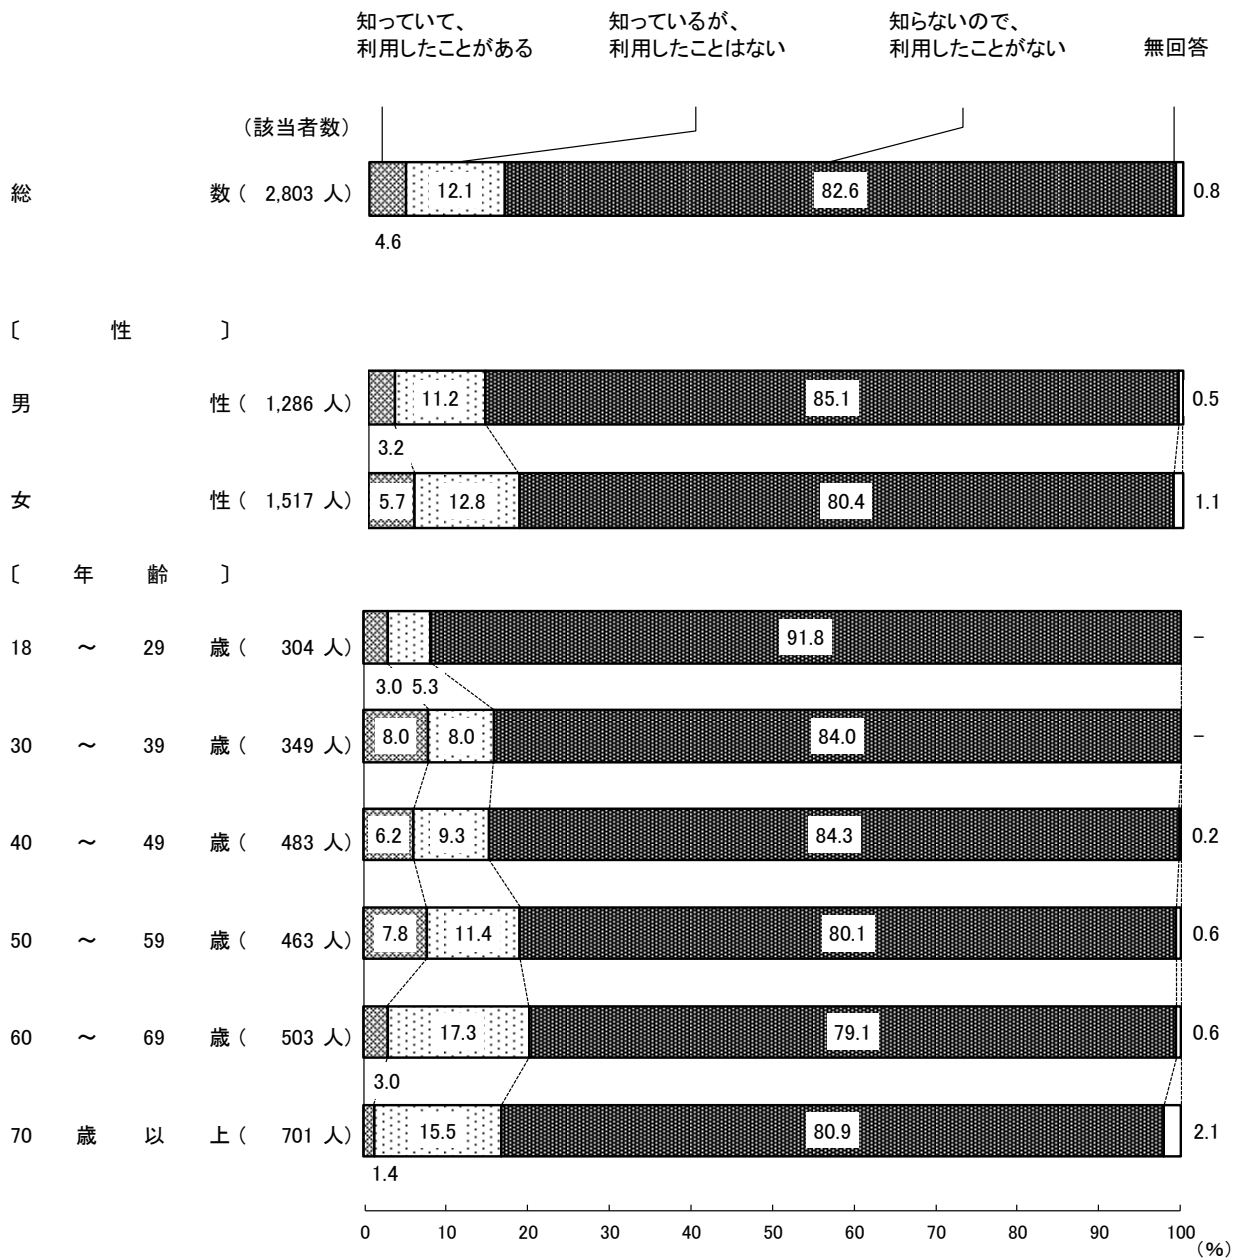 知っていて、
利用したことがある
知っているが、
利用したことはない
知らないので、
利用したことがない
無回答
（該当者数）
総 数 ( 2,803 人) 12.1 82.6 0.8
4.6
〔 性 〕
男 性 ( 1,286 人) 11.2 85.1 0.5
3.2
女 性 ( 1,517 人) 5.7 12.8 80.4 1.1
〔 年 齢 〕
18 ～ 29 歳 ( 304 人) 91.8 －
3.0 5.3
30 ～ 39 歳 ( 349 人) 8.0 8.0 84.0 －
40 ～ 49 歳 ( 483 人) 6.2 9.3 84.3 0.2
50 ～ 59 歳 ( 463 人) 7.8 11.4 80.1 0.6
60 ～ 69 歳 ( 503 人) 17.3 79.1 0.6
3.0
70 歳 以 上 ( 701 人) 15.5 80.9 2.1
1.4
0 10 20 30 40 50 60 70 80 90 100
(%)